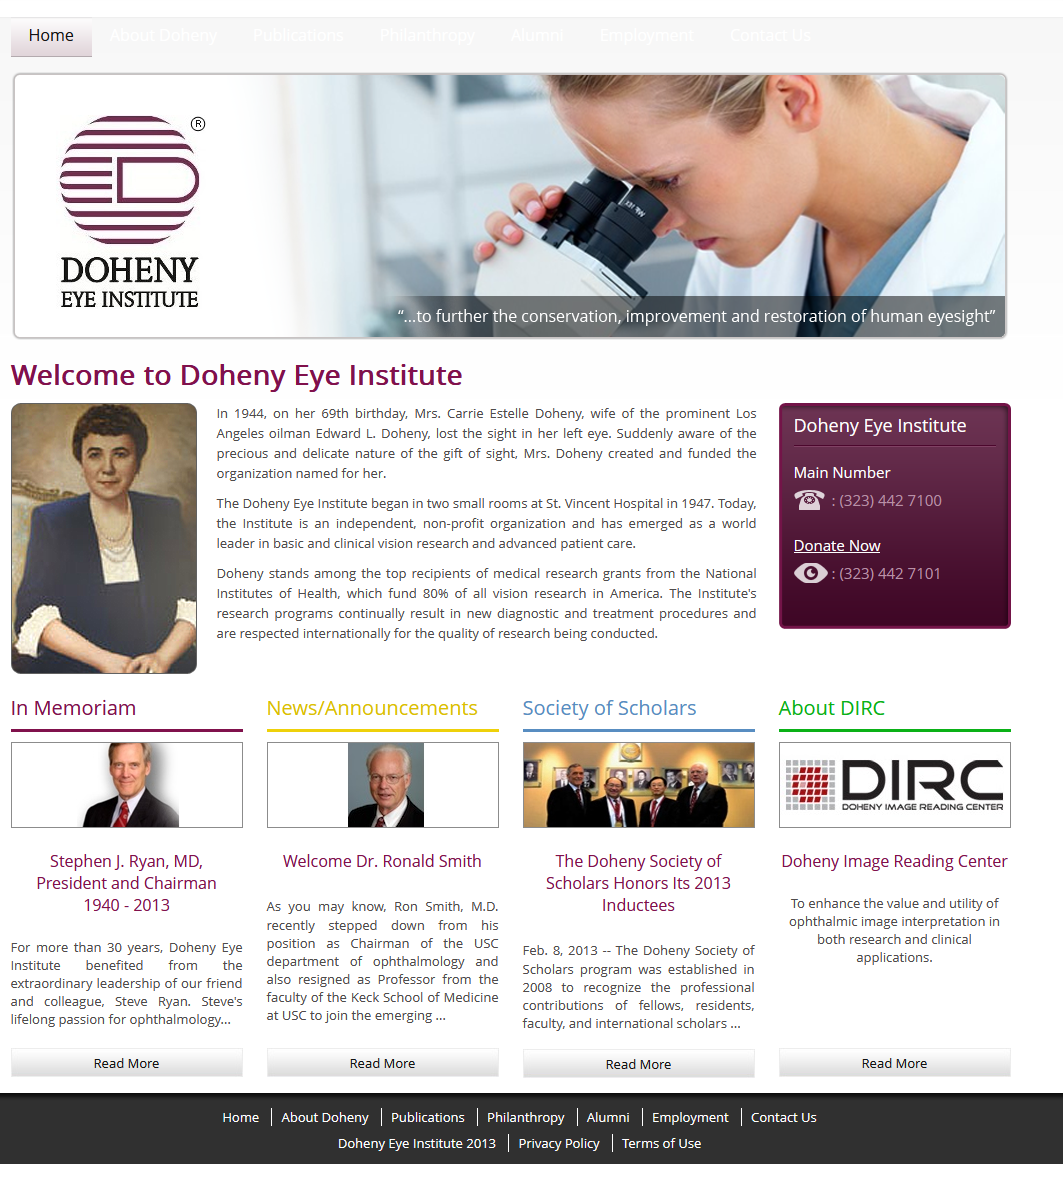 Home About Doheny Publications Philanthropy Alumni Employment Contact Us
®
DOHENY
EYE INSTITUTE
“...to further the conservation, improvement and restoration of human eyesight”
Welcome to Doheny Eye Institute
In 1944, on her 69th birthday, Mrs. Carrie Estelle Doheny, wife of the prominent Los
Angeles oilman Edward L. Doheny, lost the sight in her left eye. Suddenly aware of the
precious and delicate nature of the gift of sight, Mrs. Doheny created and funded the
organization named for her.
The Doheny Eye Institute began in two small rooms at St. Vincent Hospital in 1947. Today,
the Institute is an independent, non-profit organization and has emerged as a world
leader in basic and clinical vision research and advanced patient care.
Doheny stands among the top recipients of medical research grants from the National
Institutes of Health, which fund 80% of all vision research in America. The Institute's
research programs continually result in new diagnostic and treatment procedures and
are respected internationally for the quality of research being conducted.
Doheny Eye Institute
Main Number
: (323) 442 7100
Donate Now
: (323) 442 7101
In Memoriam
Stephen J. Ryan, MD,
President and Chairman
1940 - 2013
For more than 30 years, Doheny Eye
Institute benefited from the
extraordinary leadership of our friend
and colleague, Steve Ryan. Steve's
lifelong passion for ophthalmology...
Read More
News/Announcements
Welcome Dr. Ronald Smith
As you may know, Ron Smith, M.D.
recently stepped down from his
position as Chairman of the USC
department of ophthalmology and
also resigned as Professor from the
faculty of the Keck School of Medicine
at USC to join the emerging ...
Read More
Society of Scholars
The Doheny Society of
Scholars Honors Its 2013
Inductees
Feb. 8, 2013 -- The Doheny Society of
Scholars program was established in
2008 to recognize the professional
contributions of fellows, residents,
faculty, and international scholars ...
Read More
About DIRC
DIRC
DOHENY IMAGE READING CENTER
Doheny Image Reading Center
To enhance the value and utility of
ophthalmic image interpretation in
both research and clinical
applications.
Read More
Home About Doheny Publications Philanthropy Alumni Employment Contact Us
Doheny Eye Institute 2013 Privacy Policy Terms of Use